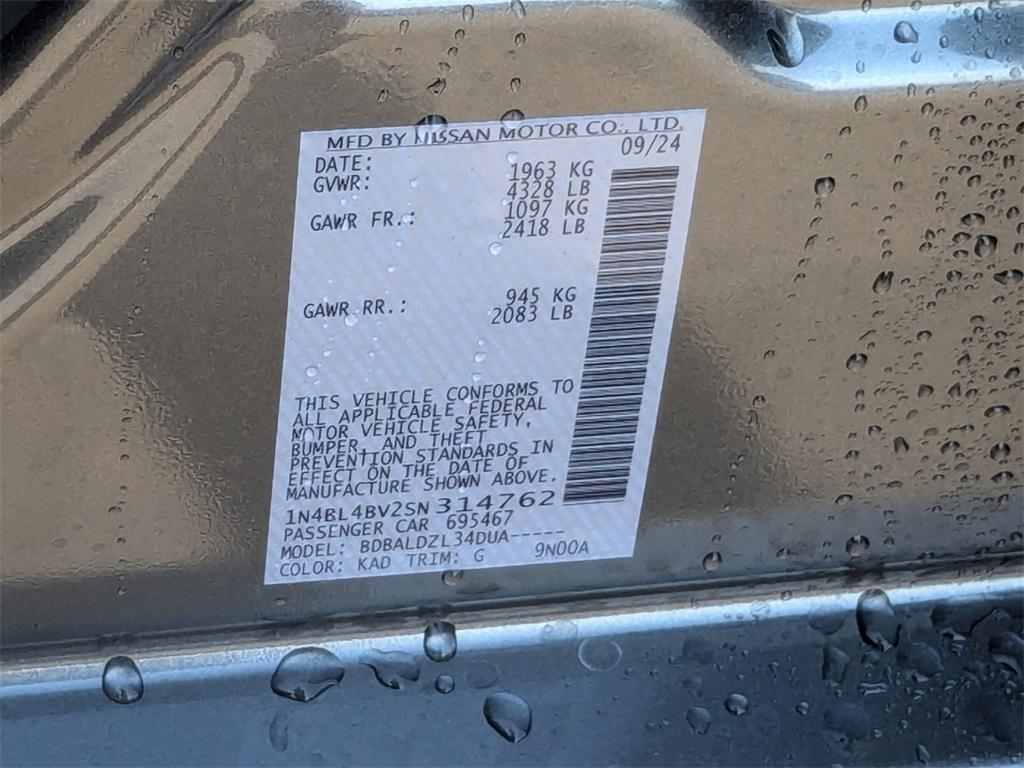 MFD BY NISSAN MOTOR CO., LTD.
DATE: 09/24
GVWR: 1963 KG
4328 LB
GAWR FR.: 1097 KG
2418 LB
GAWR RR.: 945 KG
2083 LB
THIS VEHICLE CONFORMS TO
ALL APPLICABLE FEDERAL
MOTOR VEHICLE SAFETY,
BUMPER, AND THEFT
PREVENTION STANDARDS IN
EFFECT ON THE DATE OF
MANUFACTURE SHOWN ABOVE.
1N4BL4BV2SN314762
PASSENGER CAR 695467
MODEL: BDBALDZL34DUA-----
COLOR: KAD TRIM: G 9N00A